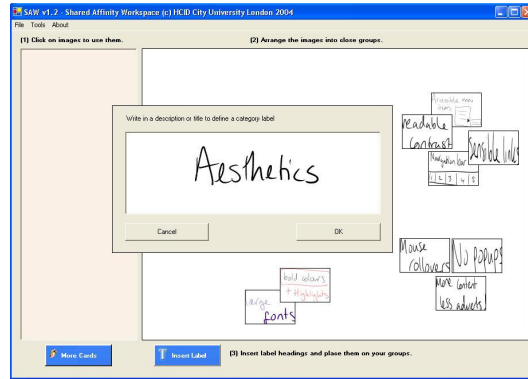 SAW v1.2 - Shared Affinity Workspace (c) HCID City University London 2004
File Tools About
(1) Click on images to use them.
(2) Arrange the images into close groups.
Write in a description or title to define a category label
Aesthetics
Cancel
OK
Accessible menu
readable
contrast
Sensible links
Navigation bar
1 2 3 4 5
Mouse
rollovers
No popups
More content
less adverts
bold colours
+ Highlights
large
fonts
More Cards
Insert Label
(3) Insert label headings and plase them on your groups.